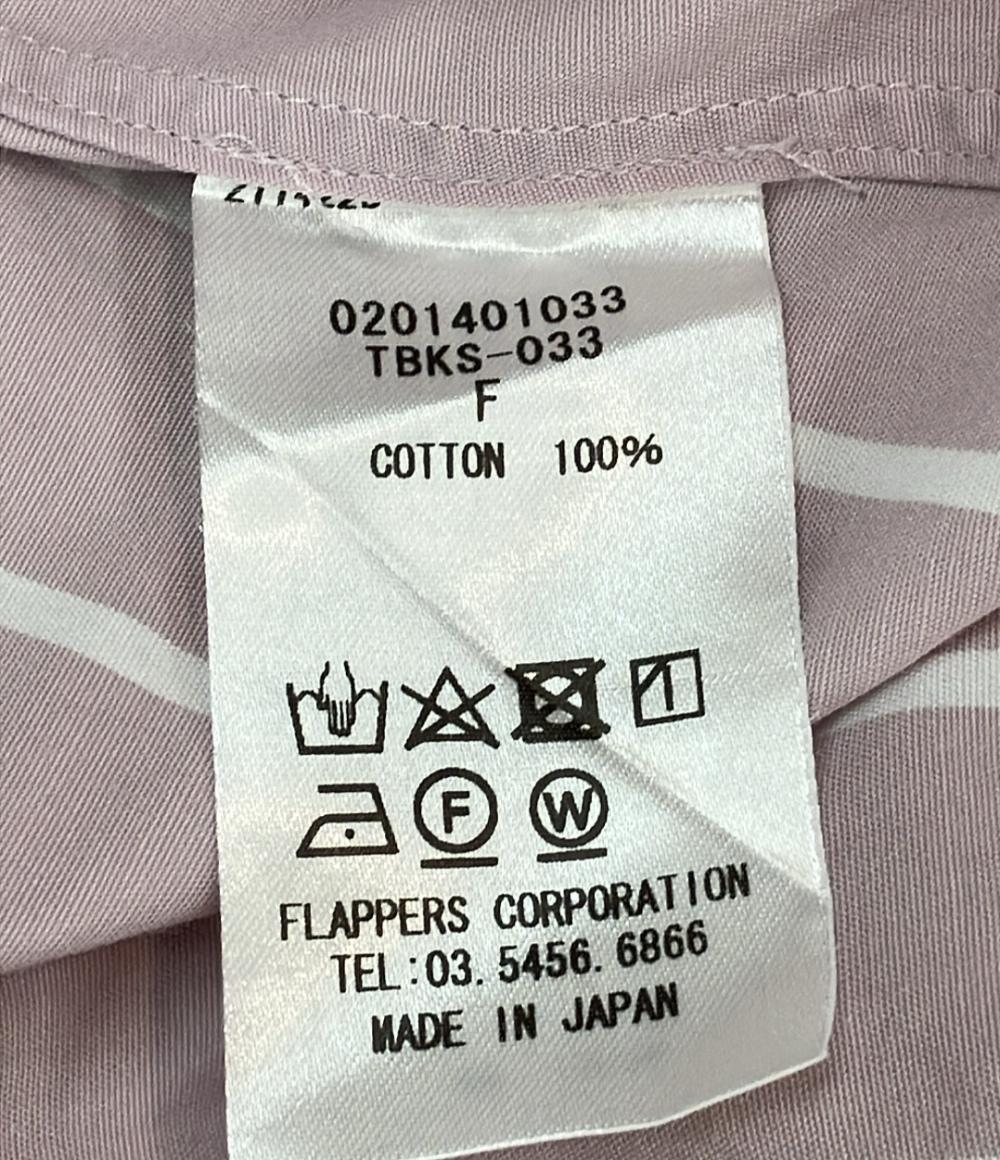 0201401033
TBKS-033
F
COTTON 100%
F W
FLAPPERS CORPORATION
TEL:03. 5456. 6866
MADE IN JAPAN